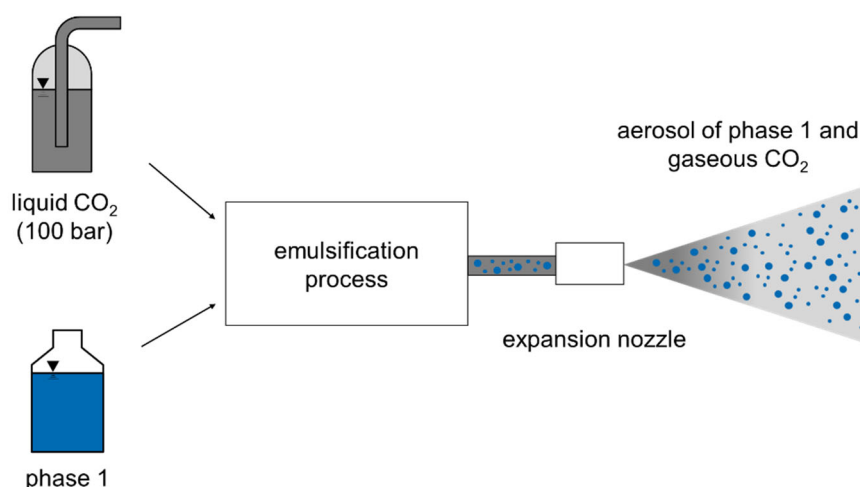 liquid CO₂
(100 bar)
phase 1
emulsification
process
expansion nozzle
aerosol of phase 1 and
gaseous CO₂